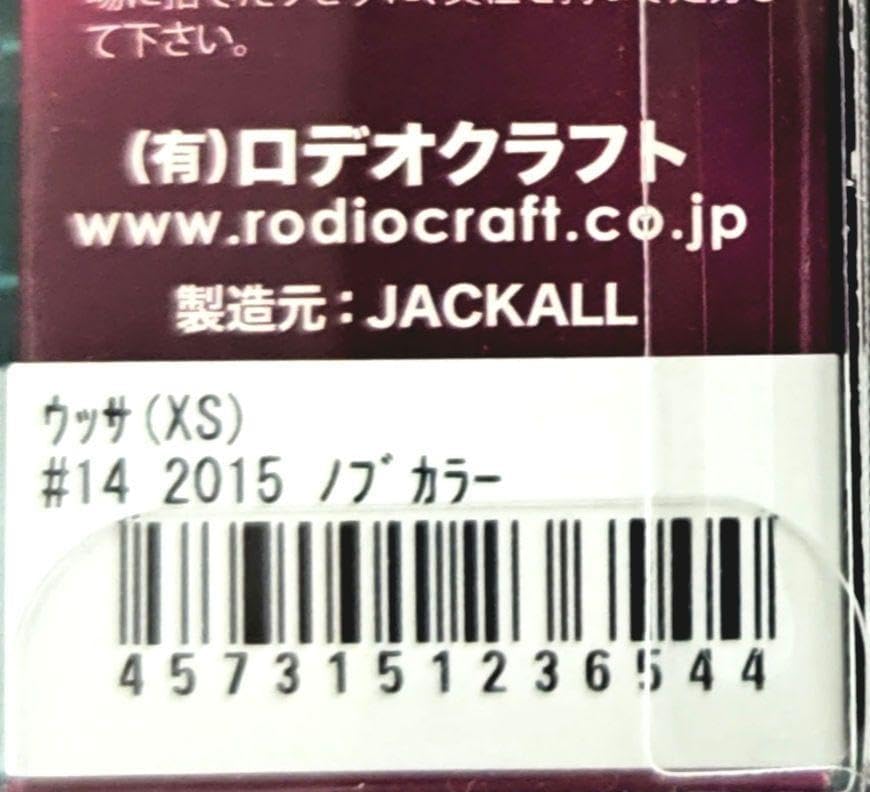 て下さい。
(有)ロデオクラフト
www.rodiocraft.co.jp
製造元：JACKALL
ｳｯｻ(XS)
#14 2015 ﾉﾌﾞｶﾗｰ
4573151236544